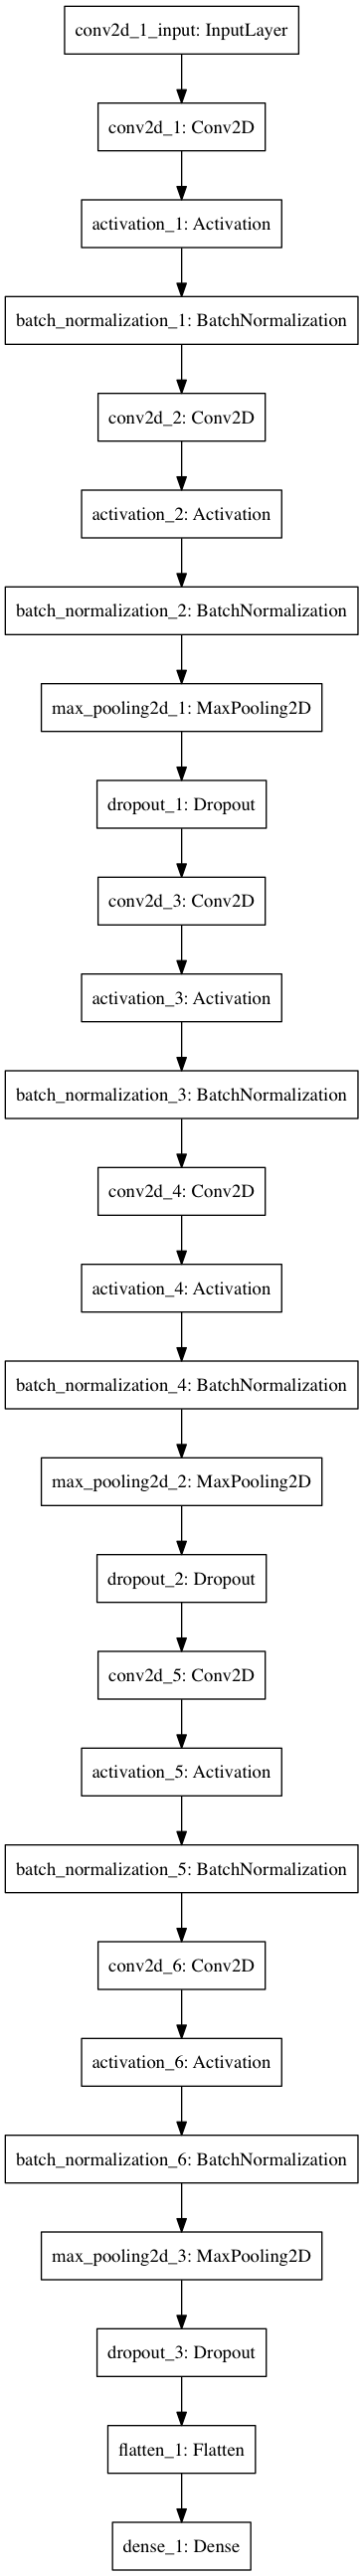 conv2d_1_input: InputLayer
conv2d_1: Conv2D
activation_1: Activation
batch_normalization_1: BatchNormalization
conv2d_2: Conv2D
activation_2: Activation
batch_normalization_2: BatchNormalization
max_pooling2d_1: MaxPooling2D
dropout_1: Dropout
conv2d_3: Conv2D
activation_3: Activation
batch_normalization_3: BatchNormalization
conv2d_4: Conv2D
activation_4: Activation
batch_normalization_4: BatchNormalization
max_pooling2d_2: MaxPooling2D
dropout_2: Dropout
conv2d_5: Conv2D
activation_5: Activation
batch_normalization_5: BatchNormalization
conv2d_6: Conv2D
activation_6: Activation
batch_normalization_6: BatchNormalization
max_pooling2d_3: MaxPooling2D
dropout_3: Dropout
flatten_1: Flatten
dense_1: Dense